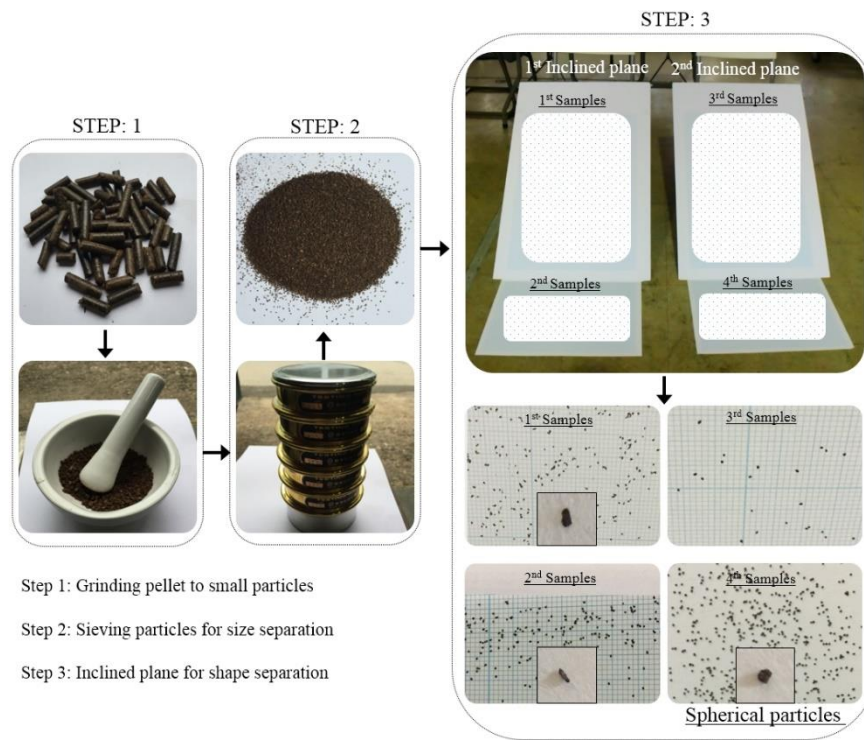 STEP: 1
STEP: 2
STEP: 3
1st Inclined plane
2nd Inclined plane
1st Samples
3rd Samples
2nd Samples
4th Samples
1st Samples
3rd Samples
2nd Samples
4th Samples
Spherical particles
Step 1: Grinding pellet to small particles
Step 2: Sieving particles for size separation
Step 3: Inclined plane for shape separation